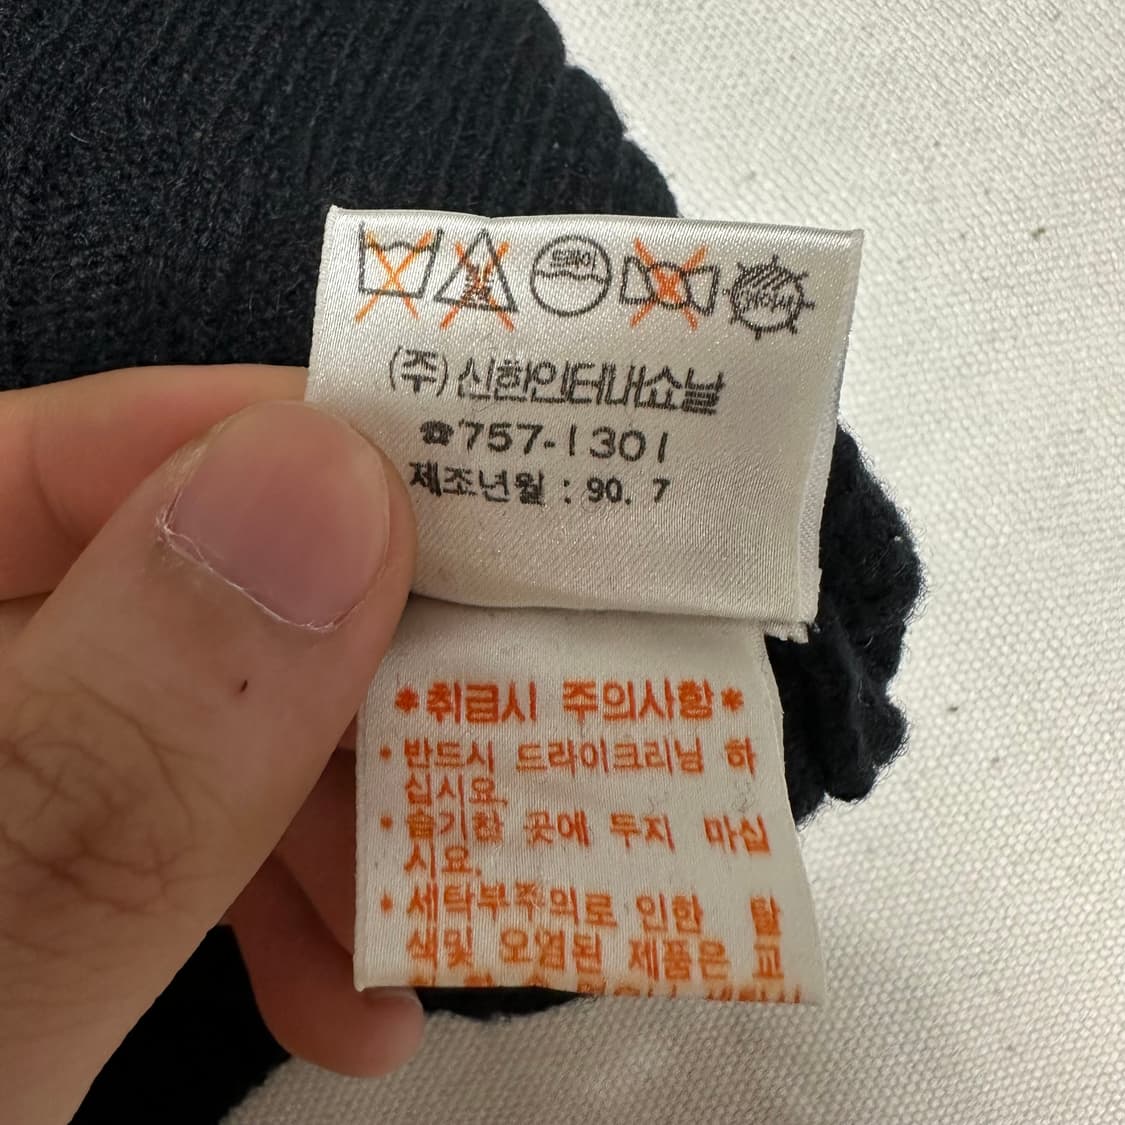 드라이
(주)신한인터내쇼날
☎757-1301
제조년월 : 90. 7
*취급시 주의사항*
• 반드시 드라이크리닝 하
십시요.
• 습기찬 곳에 두지 마십
시요.
• 세탁부주의로 인한 탈
색및 오염된 제품은 교